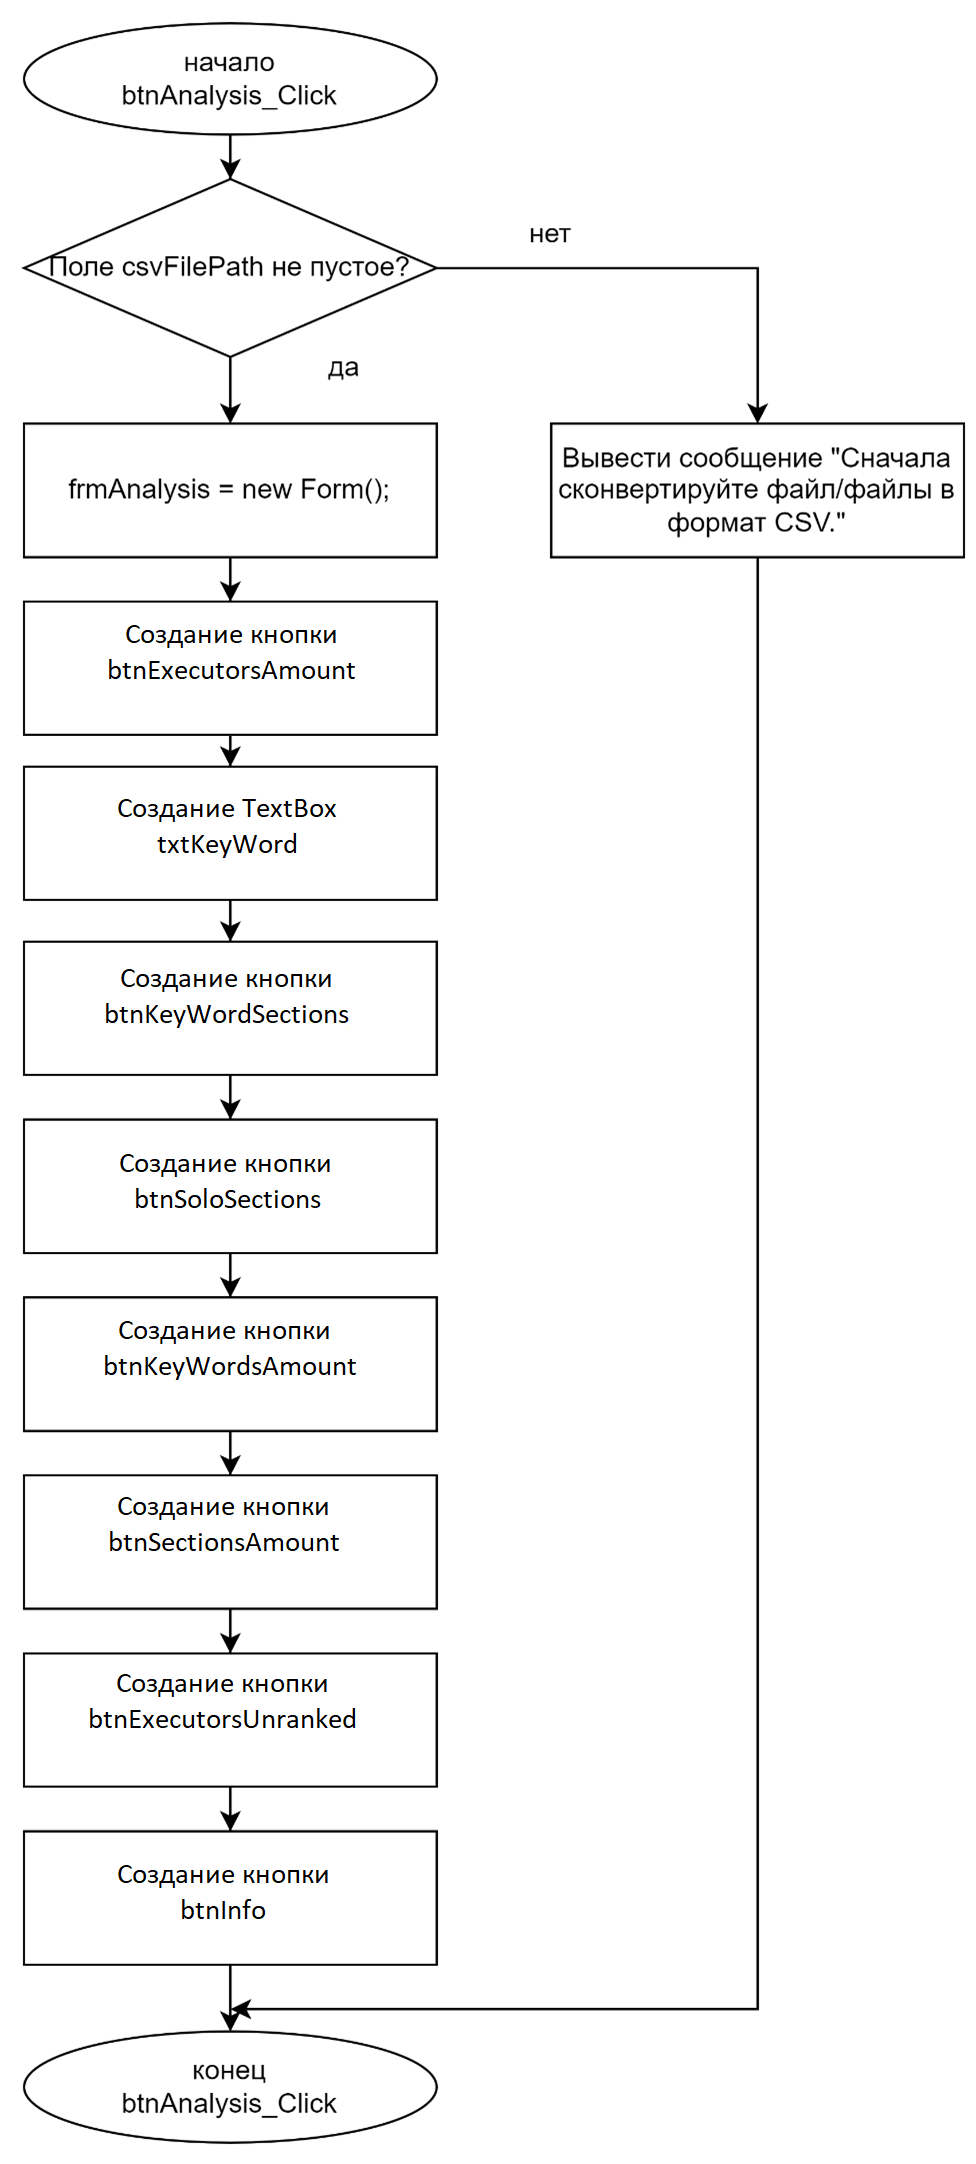 начало
btnAnalysis_Click
Поле csvFilePath не пустое?
нет
да
frmAnalysis = new Form();
Вывести сообщение "Сначала
сконвертируйте файл/файлы в
формат CSV."
Создание кнопки
btnExecutorsAmount
Создание TextBox
txtKeyWord
Создание кнопки
btnKeyWordSections
Создание кнопки
btnSoloSections
Создание кнопки
btnKeyWordsAmount
Создание кнопки
btnSectionsAmount
Создание кнопки
btnExecutorsUnranked
Создание кнопки
btnInfo
конец
btnAnalysis_Click